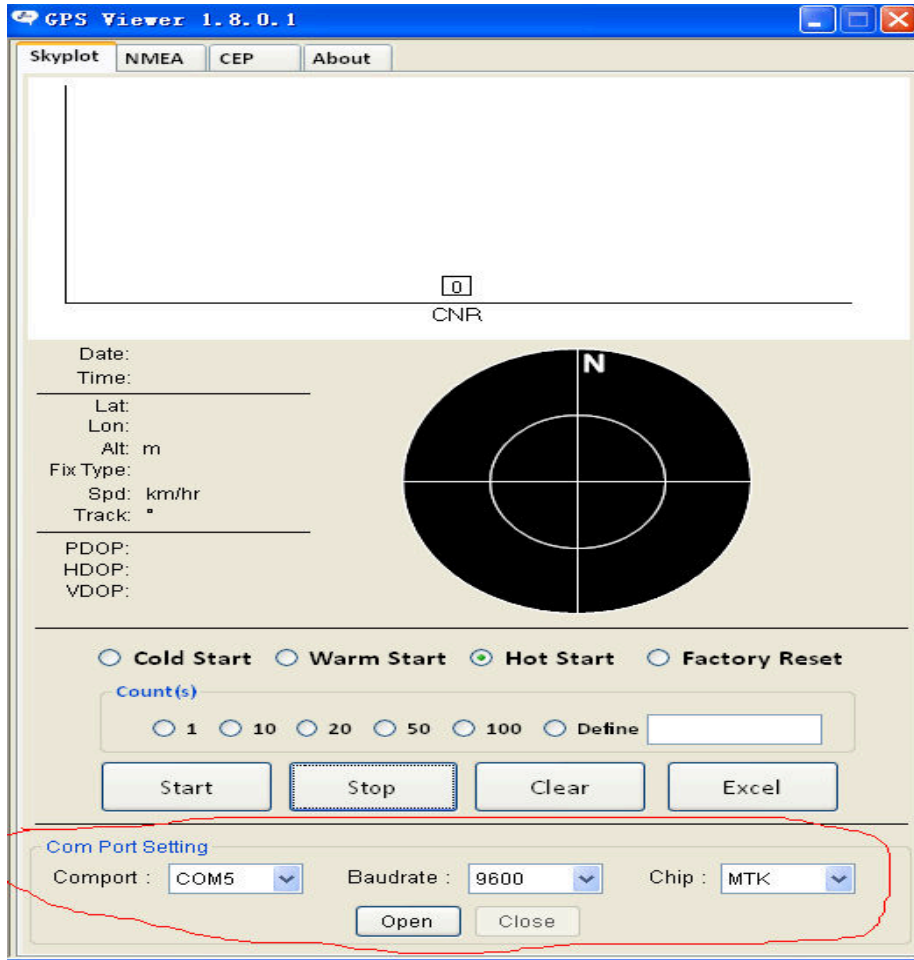 GPS Viewer 1.8.0.1
Skyplot NMEA CEP About
0
CNR
N
Date:
Time:
Lat:
Lon:
Alt: m
Fix Type:
Spd: km/hr
Track: °
PDOP:
HDOP:
VDOP:
Cold Start Warm Start Hot Start Factory Reset
Count(s)
1 10 20 50 100 Define
Start Stop Clear Excel
Com Port Setting
Comport : COM5 Baudrate : 9600 Chip : MTK
Open Close